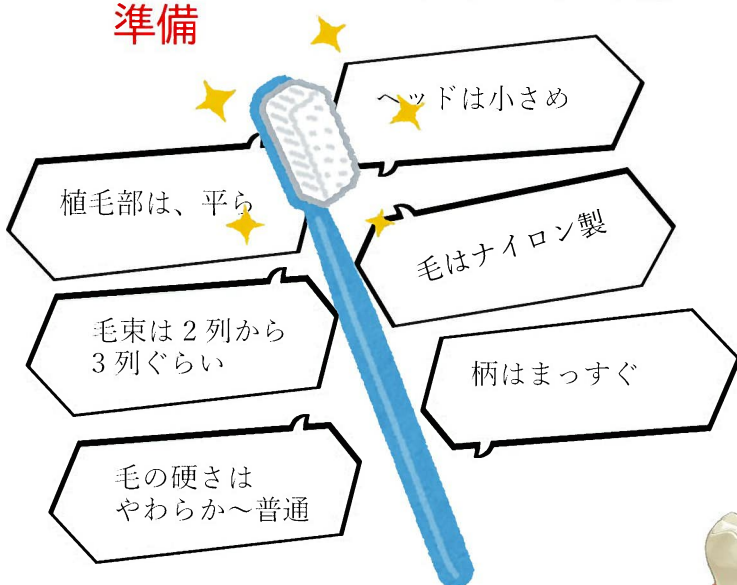 準備
ヘッドは小さめ
植毛部は、平ら
毛はナイロン製
毛束は２列から
３列ぐらい
柄はまっすぐ
毛の硬さは
やわらか～普通